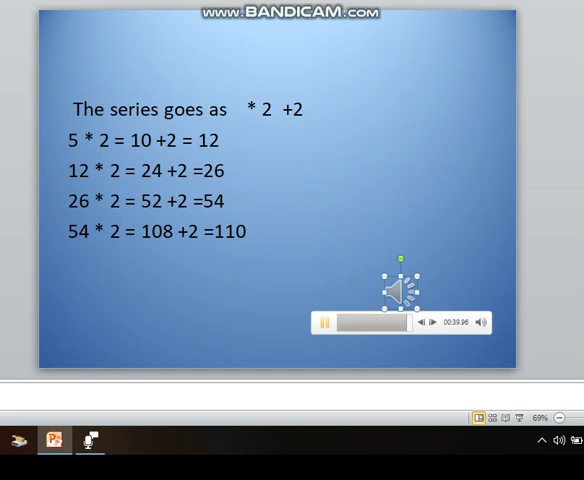 www.BANDICAM.com
The series goes as * 2 +2
5 * 2 = 10 +2 = 12
12 * 2 = 24 +2 =26
26 * 2 = 52 +2 =54
54 * 2 = 108 +2 =110
00:39.96
69%